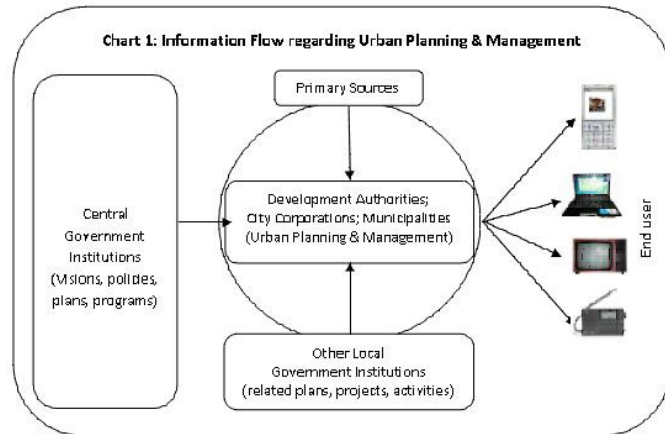 Chart 1: Information Flow regarding Urban Planning & Management
Primary Sources
Central
Government
Institutions
(Visions, policies,
plans, programs)
Development Authorities;
City Corporations; Municipalities
(Urban Planning & Management)
Other Local
Government Institutions
(related plans, projects, activities)
End user